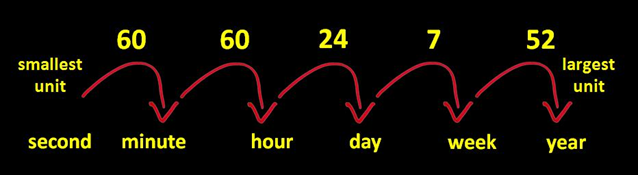 60 60 24 7 52
smallest
unit
largest
unit
second minute hour day week year